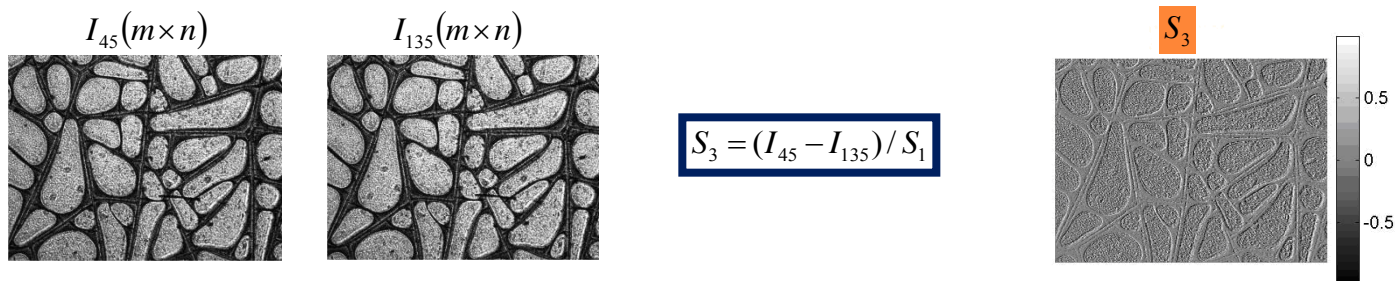 I₄₅(m×n)
I₁₃₅(m×n)
S₃ = (I₄₅ − I₁₃₅) / S₁
S₃
0.5
0
-0.5